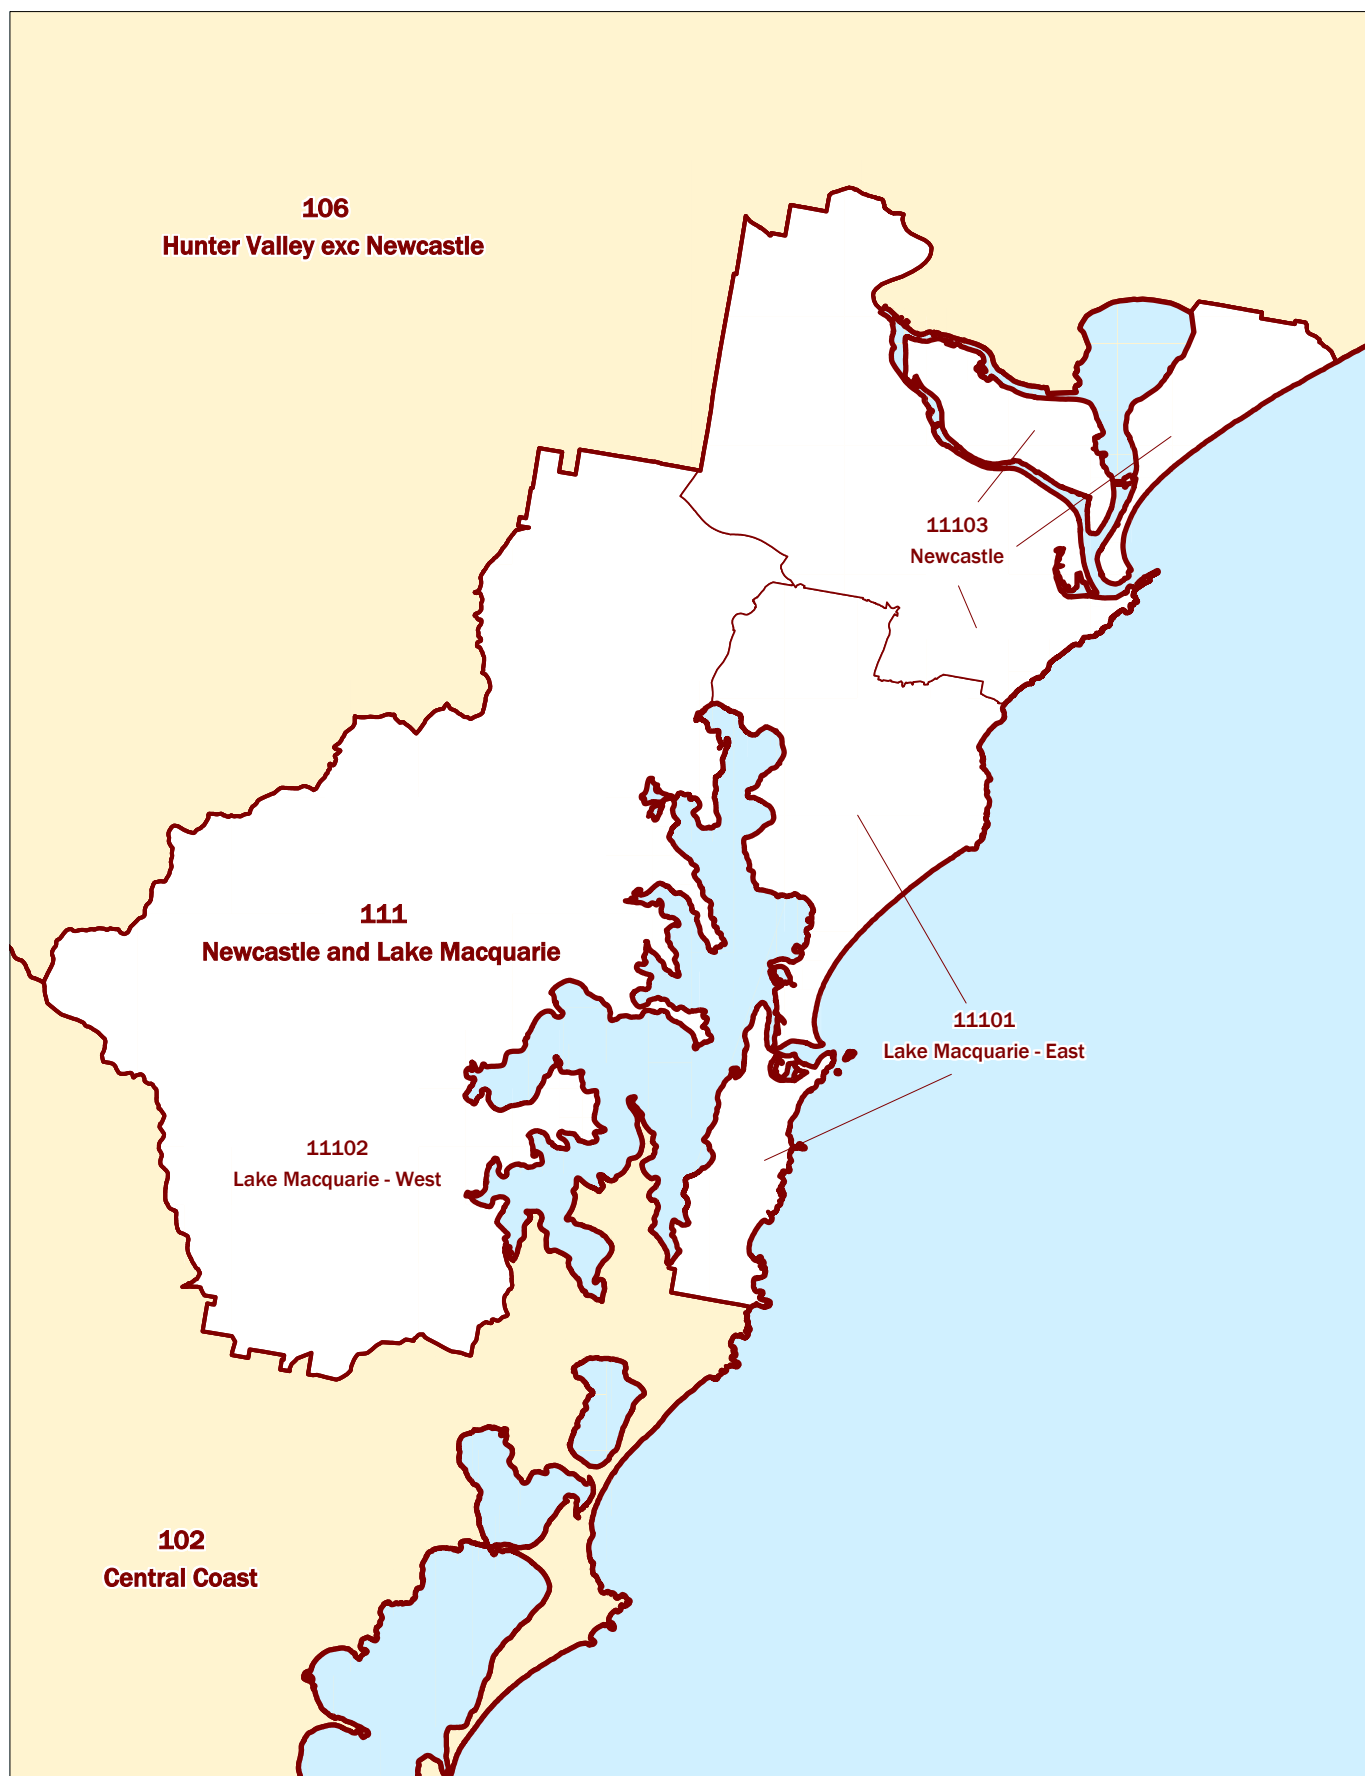 106
Hunter Valley exc Newcastle
11103
Newcastle
111
Newcastle and Lake Macquarie
11101
Lake Macquarie - East
11102
Lake Macquarie - West
102
Central Coast